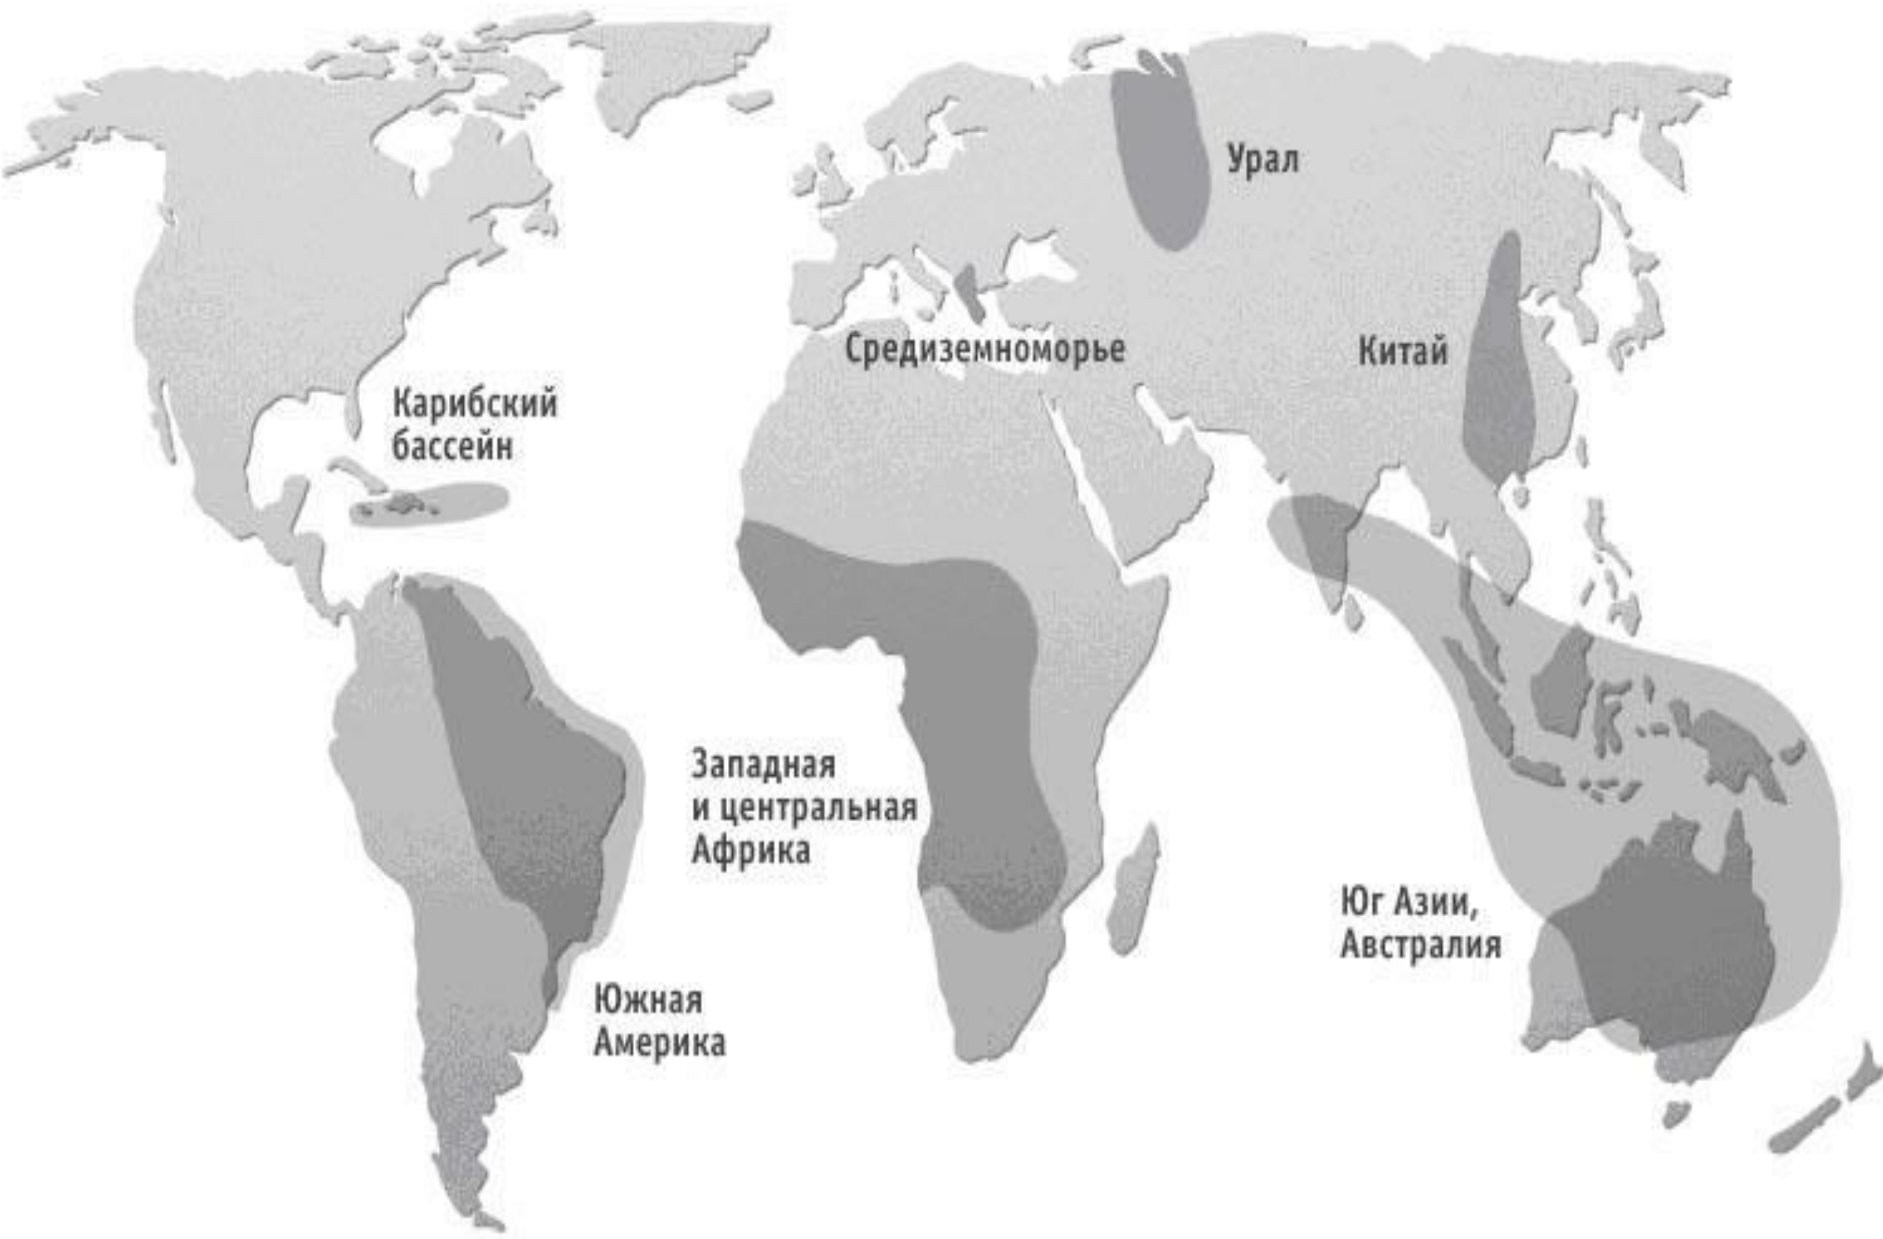 Урал
Средиземноморье
Китай
Карибский
бассейн
Западная
и центральная
Африка
Юг Азии,
Австралия
Южная
Америка